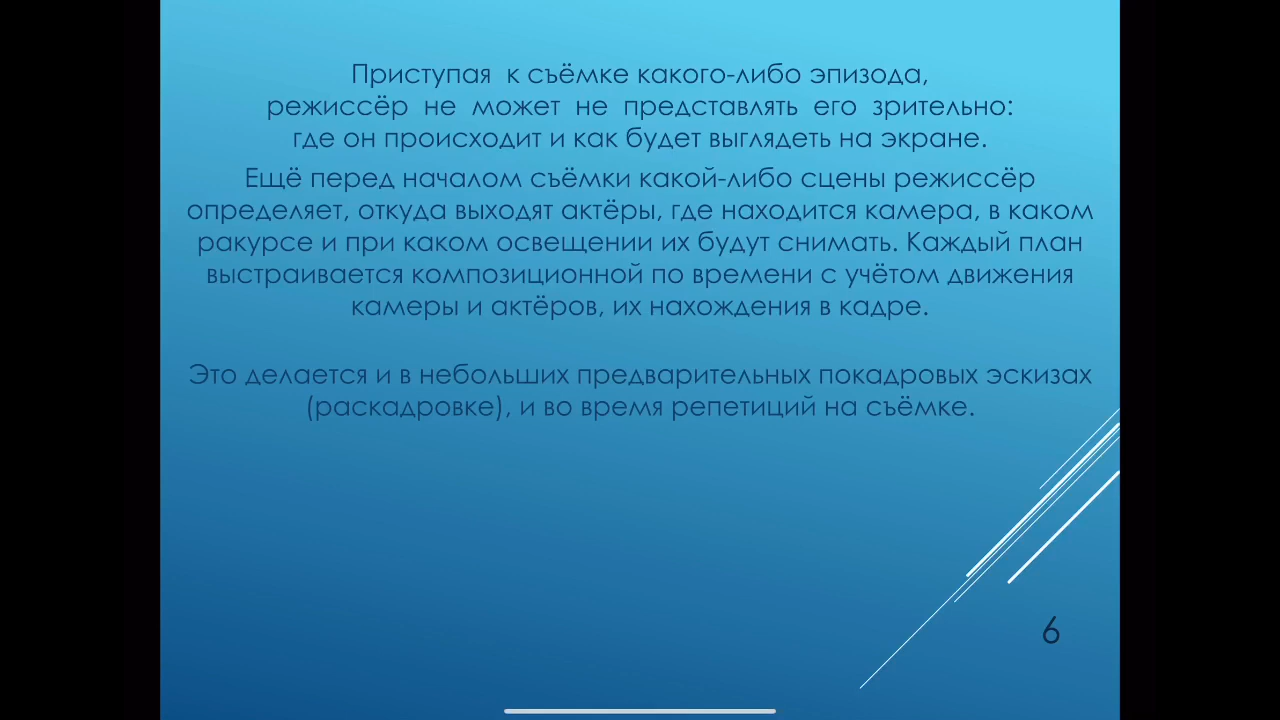 Приступая  к съёмке какого-либо эпизода,
режиссёр  не  может  не  представлять  его  зрительно:
где он происходит и как будет выглядеть на экране.
Ещё перед началом съёмки какой-либо сцены режиссёр
определяет, откуда выходят актёры, где находится камера, в каком
ракурсе и при каком освещении их будут снимать. Каждый план
выстраивается композиционной по времени с учётом движения
камеры и актёров, их нахождения в кадре.
Это делается и в небольших предварительных покадровых эскизах
(раскадровке), и во время репетиций на съёмке.
6